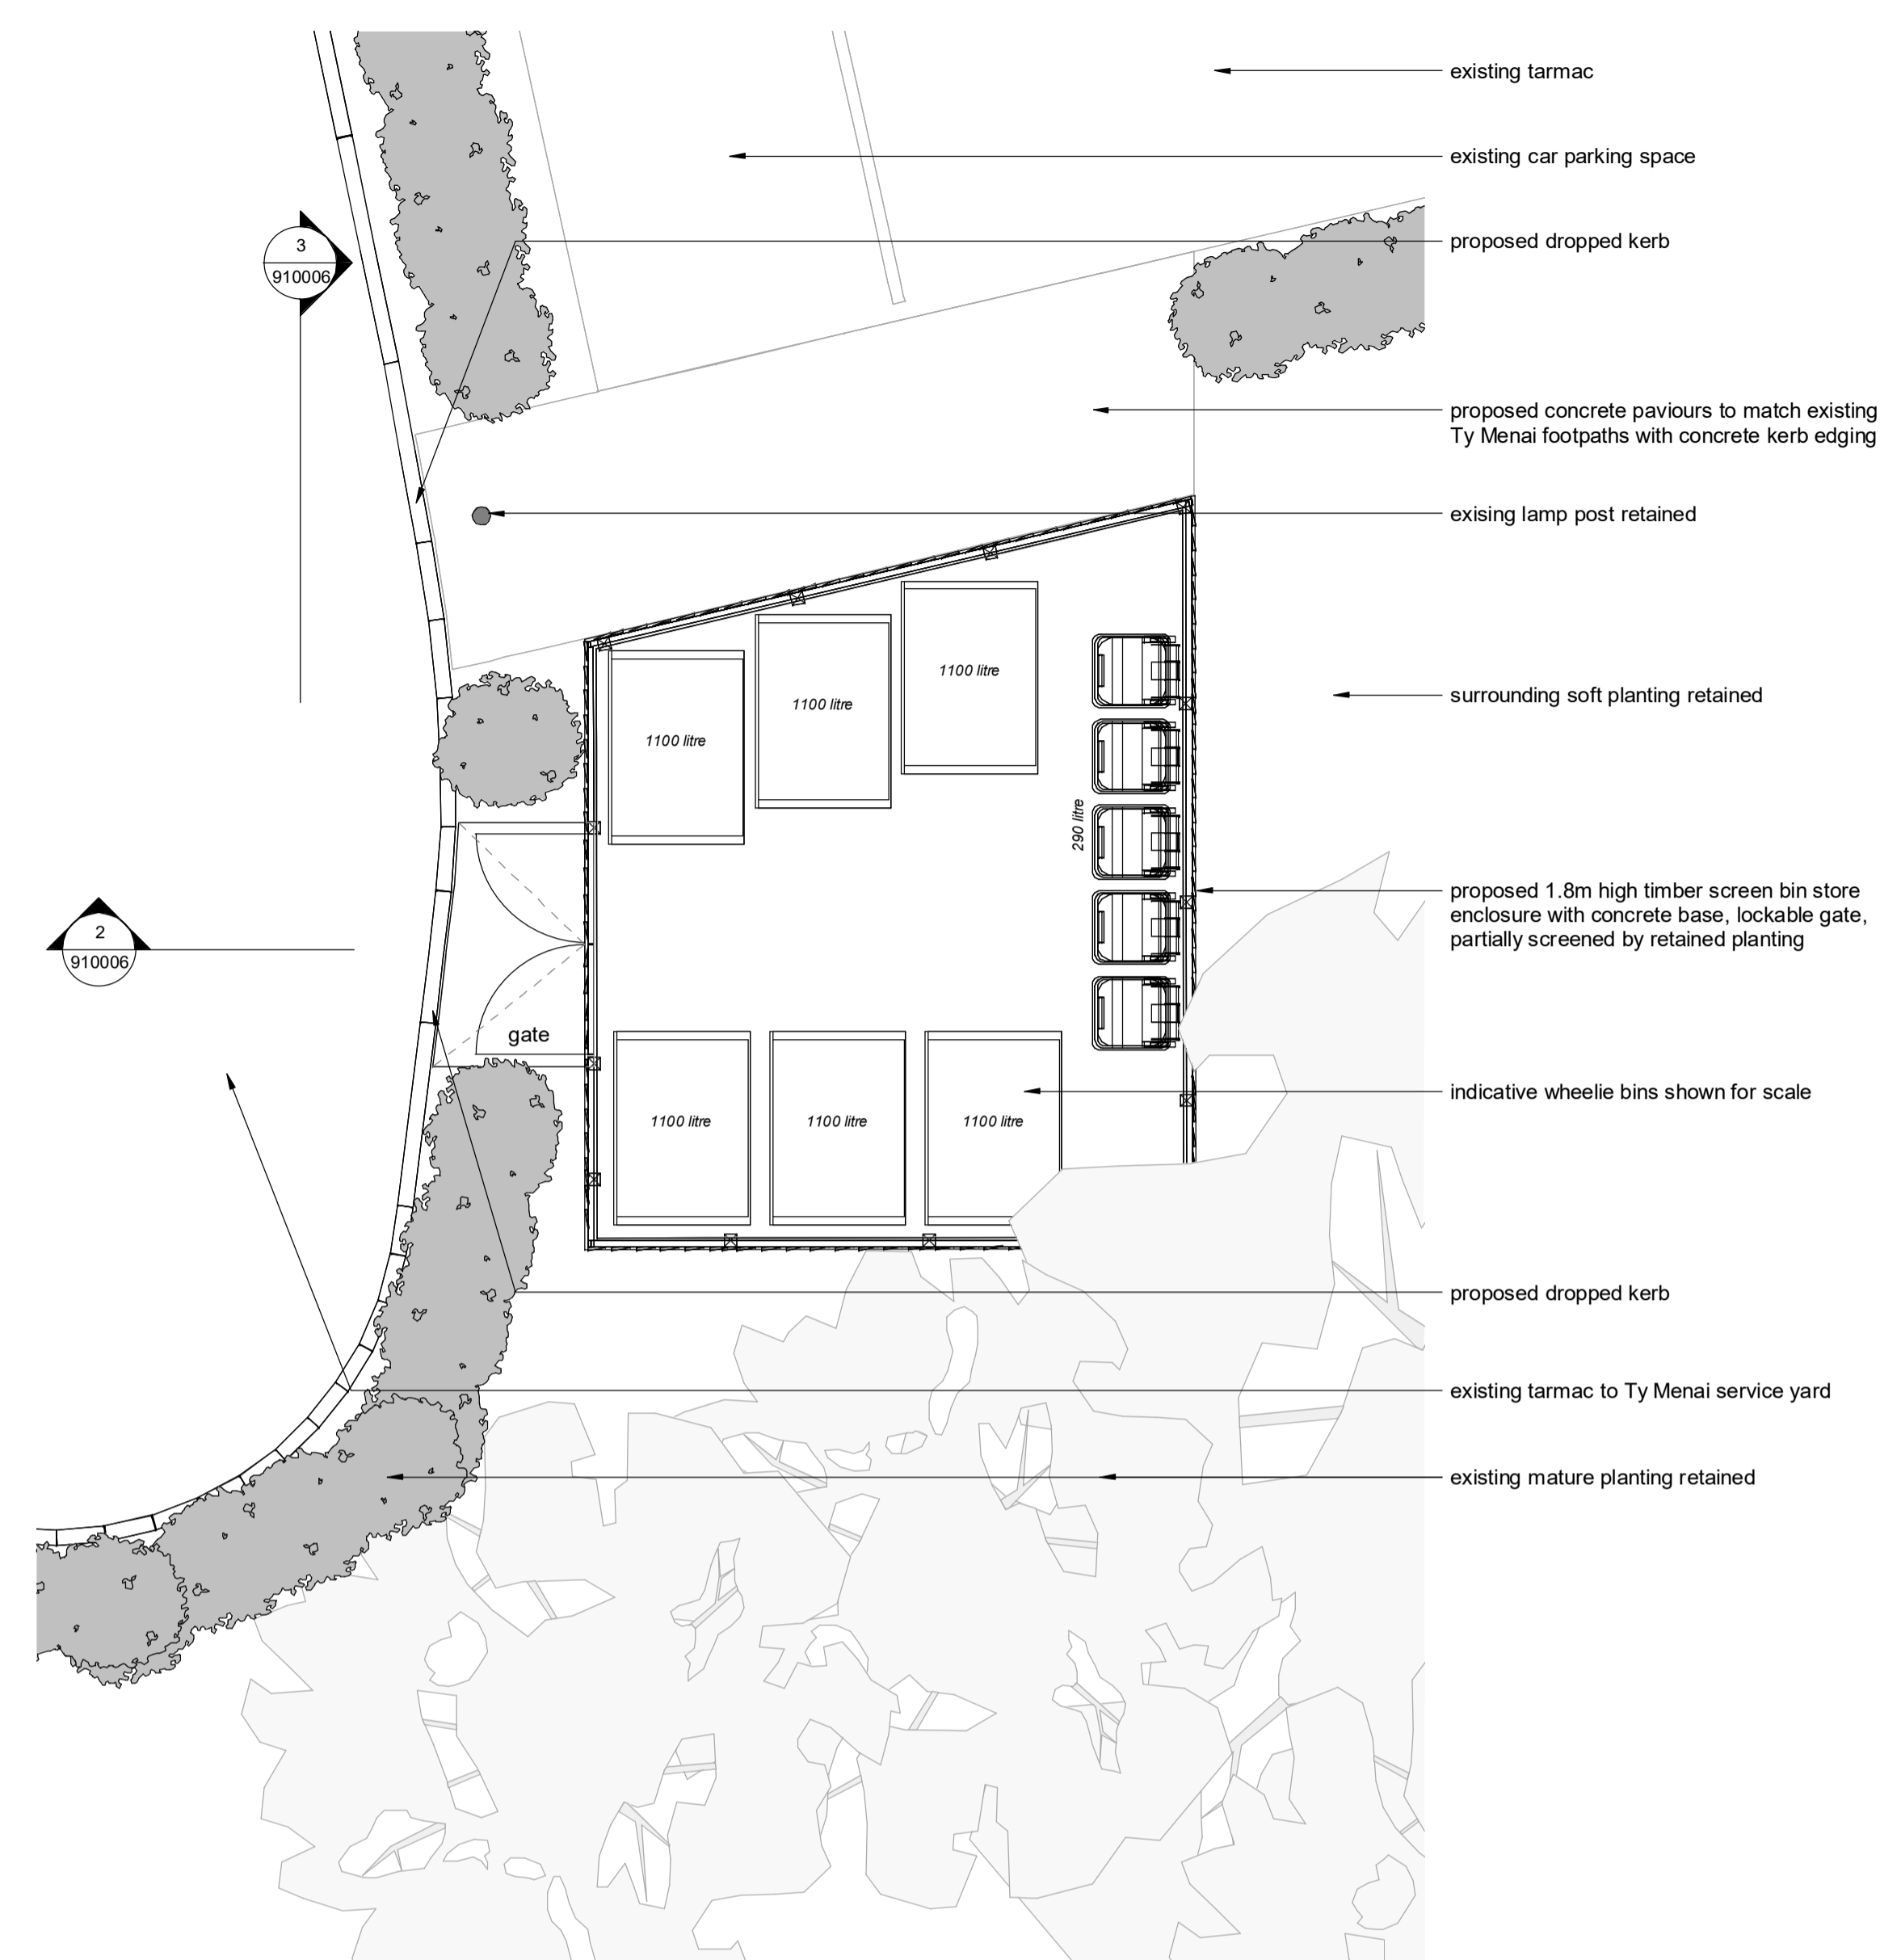 existing tarmac
existing car parking space
3
910006
proposed dropped kerb
proposed concrete paviours to match existing
Ty Menai footpaths with concrete kerb edging
exising lamp post retained
1100 litre
1100 litre
1100 litre
surrounding soft planting retained
290 litre
proposed 1.8m high timber screen bin store
enclosure with concrete base, lockable gate,
partially screened by retained planting
2
910006
gate
1100 litre
1100 litre
1100 litre
indicative wheelie bins shown for scale
proposed dropped kerb
existing tarmac to Ty Menai service yard
existing mature planting retained